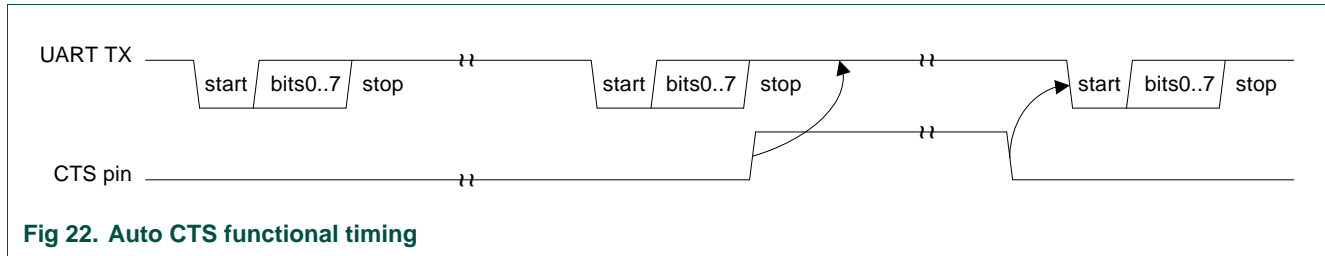 UART TX
start bits0..7 stop start bits0..7 stop start bits0..7 stop
CTS pin
Fig 22. Auto CTS functional timing